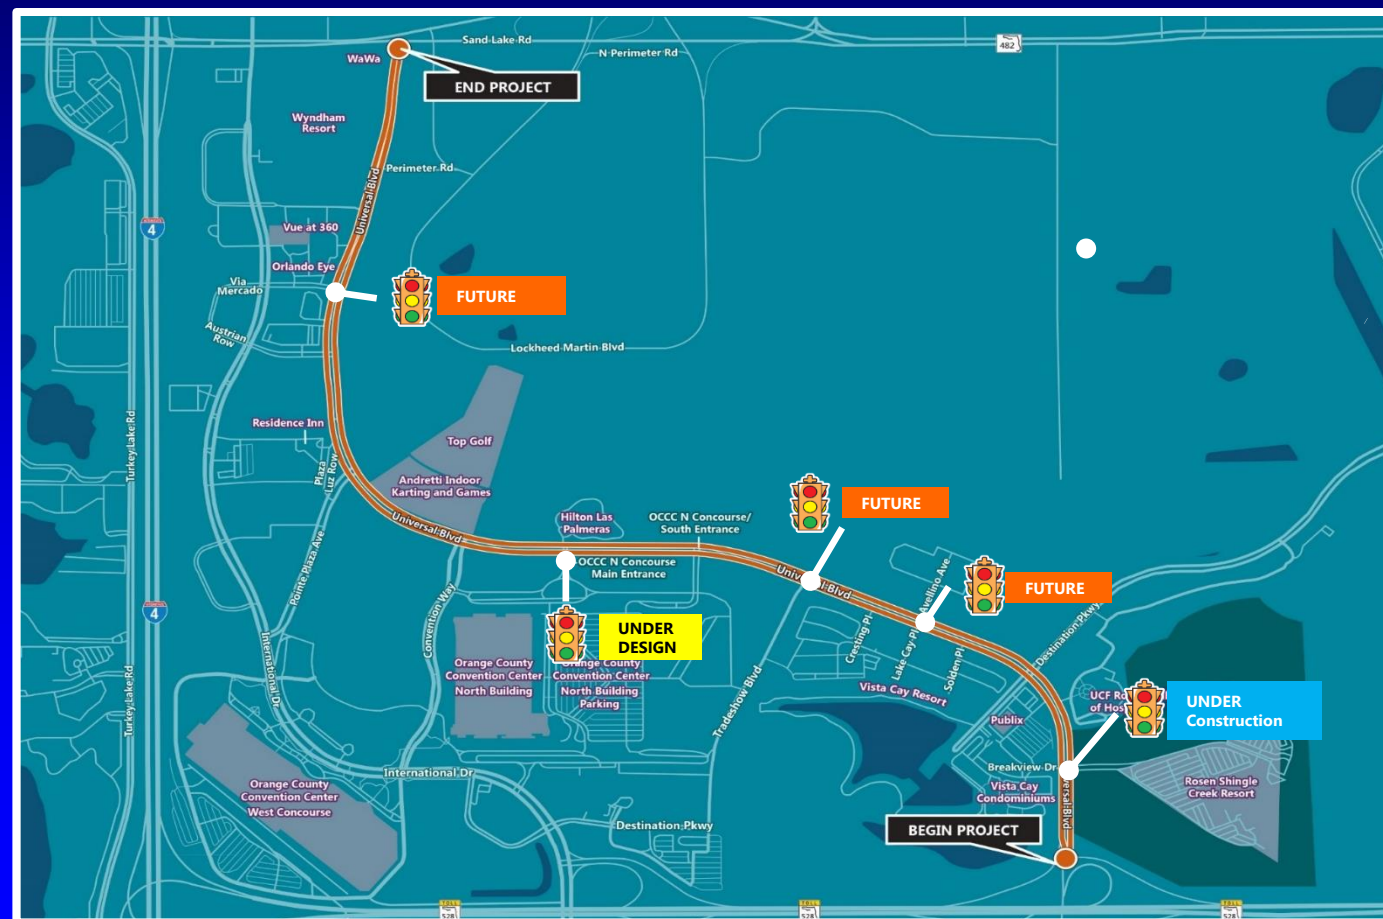 Sand Lake Rd
482
N Perimeter Rd
WaWa
END PROJECT
Wyndham
Resort
Perimeter Rd
Universal Blvd
4
Vue at 360
Orlando Eye
Via
Mercado
FUTURE
Austrian
Row
Lockheed Martin Blvd
Residence Inn
Turkey Lake Rd
Top Golf
Plaza
Luz Row
Andretti Indoor
Karting and Games
Universal Blvd
Hilton Las
Palmeras
OCCC N Concourse/
South Entrance
FUTURE
OCCC N Concourse
Main Entrance
Pointe Plaza Ave
Convention Way
Avellino Ave
FUTURE
4
UNDER
DESIGN
Cresting Pl
Lake Cay Pl
Solden Pl
Destination Pkwy
International Dr
Orange County
Convention Center
North Building
Orange County
Convention Center
North Building
Parking
Tradeshow Blvd
Vista Cay Resort
Turkey Lake Rd
Publix
UNDER
Construction
International Dr
Breakview Dr
Orange County
Convention Center
West Concourse
Vista Cay
Condominiums
Rosen Shingle
Creek Resort
Destination Pkwy
BEGIN PROJECT
TOLL
528
TOLL
528
TOLL
528